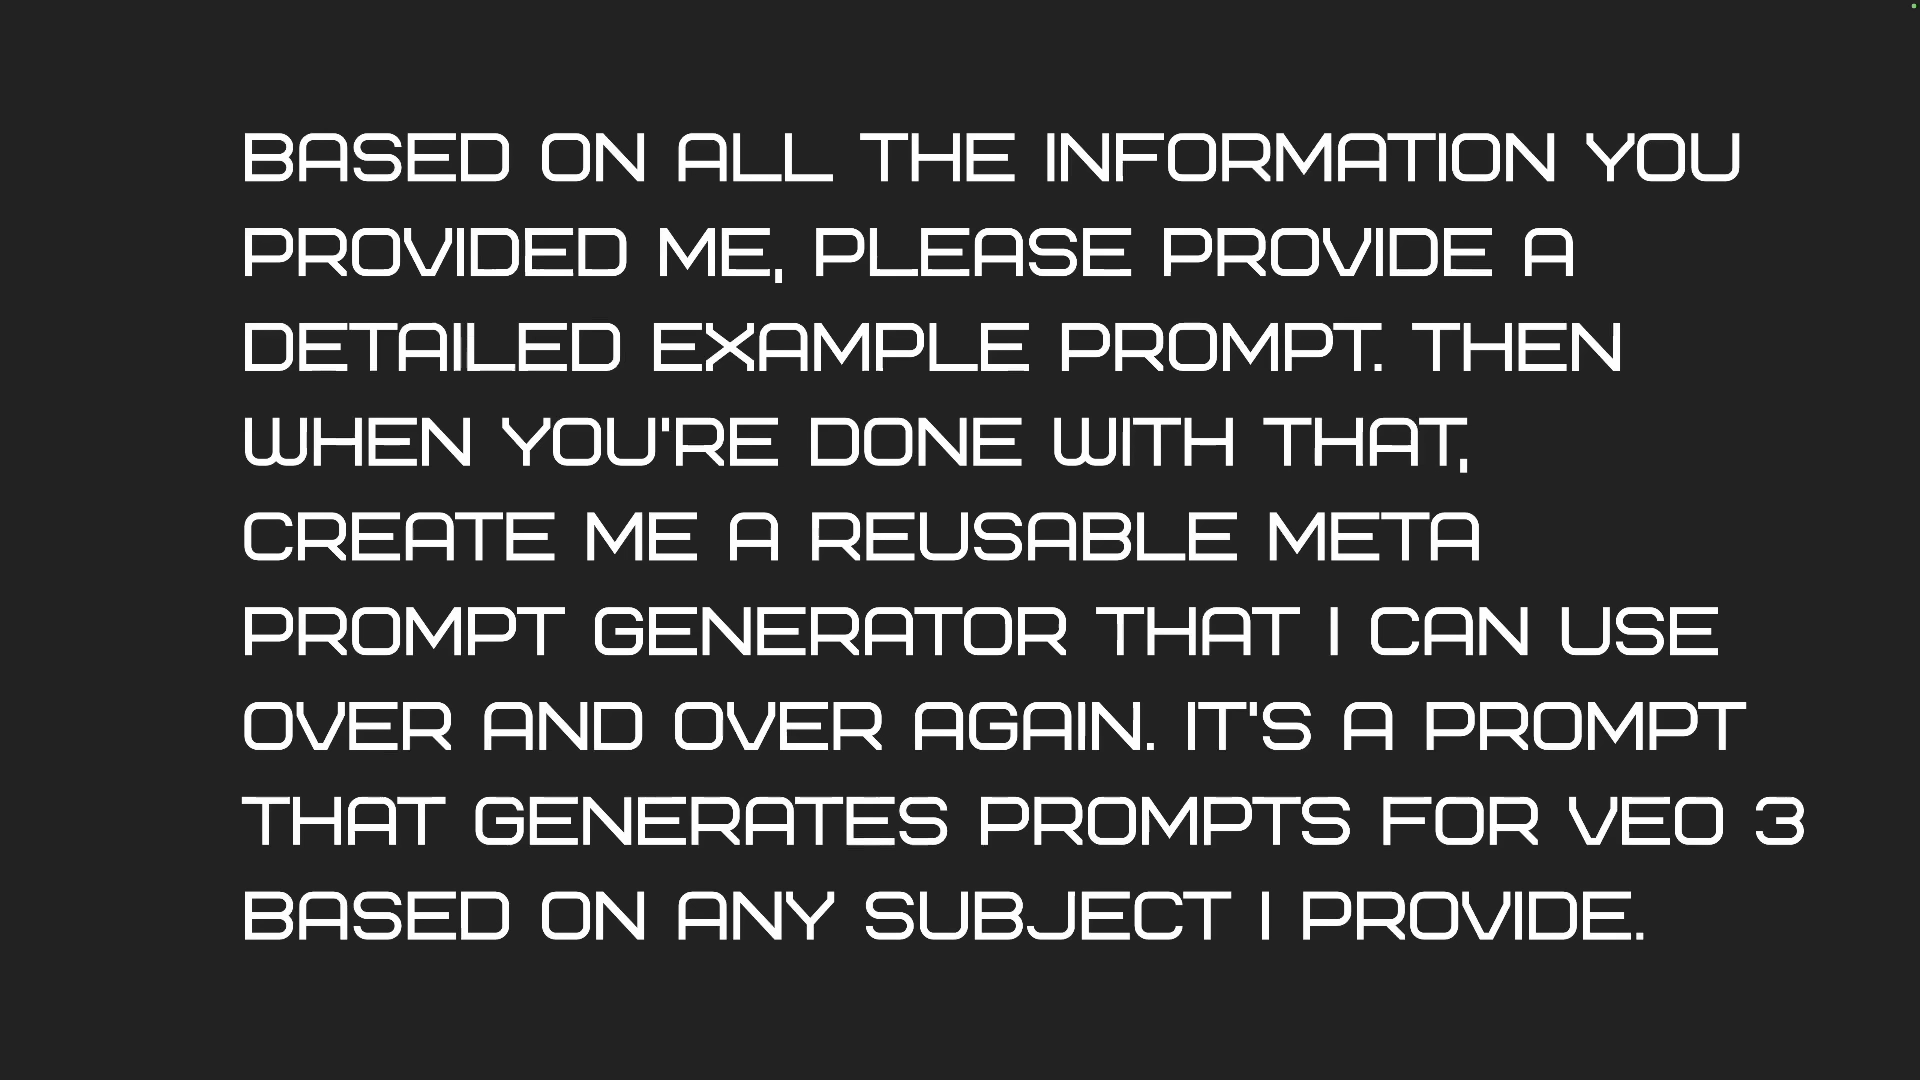 BASED ON ALL THE INFORMATION YOU
PROVIDED ME, PLEASE PROVIDE A
DETAILED EXAMPLE PROMPT. THEN
WHEN YOU'RE DONE WITH THAT,
CREATE ME A REUSABLE META
PROMPT GENERATOR THAT I CAN USE
OVER AND OVER AGAIN. IT'S A PROMPT
THAT GENERATES PROMPTS FOR VEO 3
BASED ON ANY SUBJECT I PROVIDE.